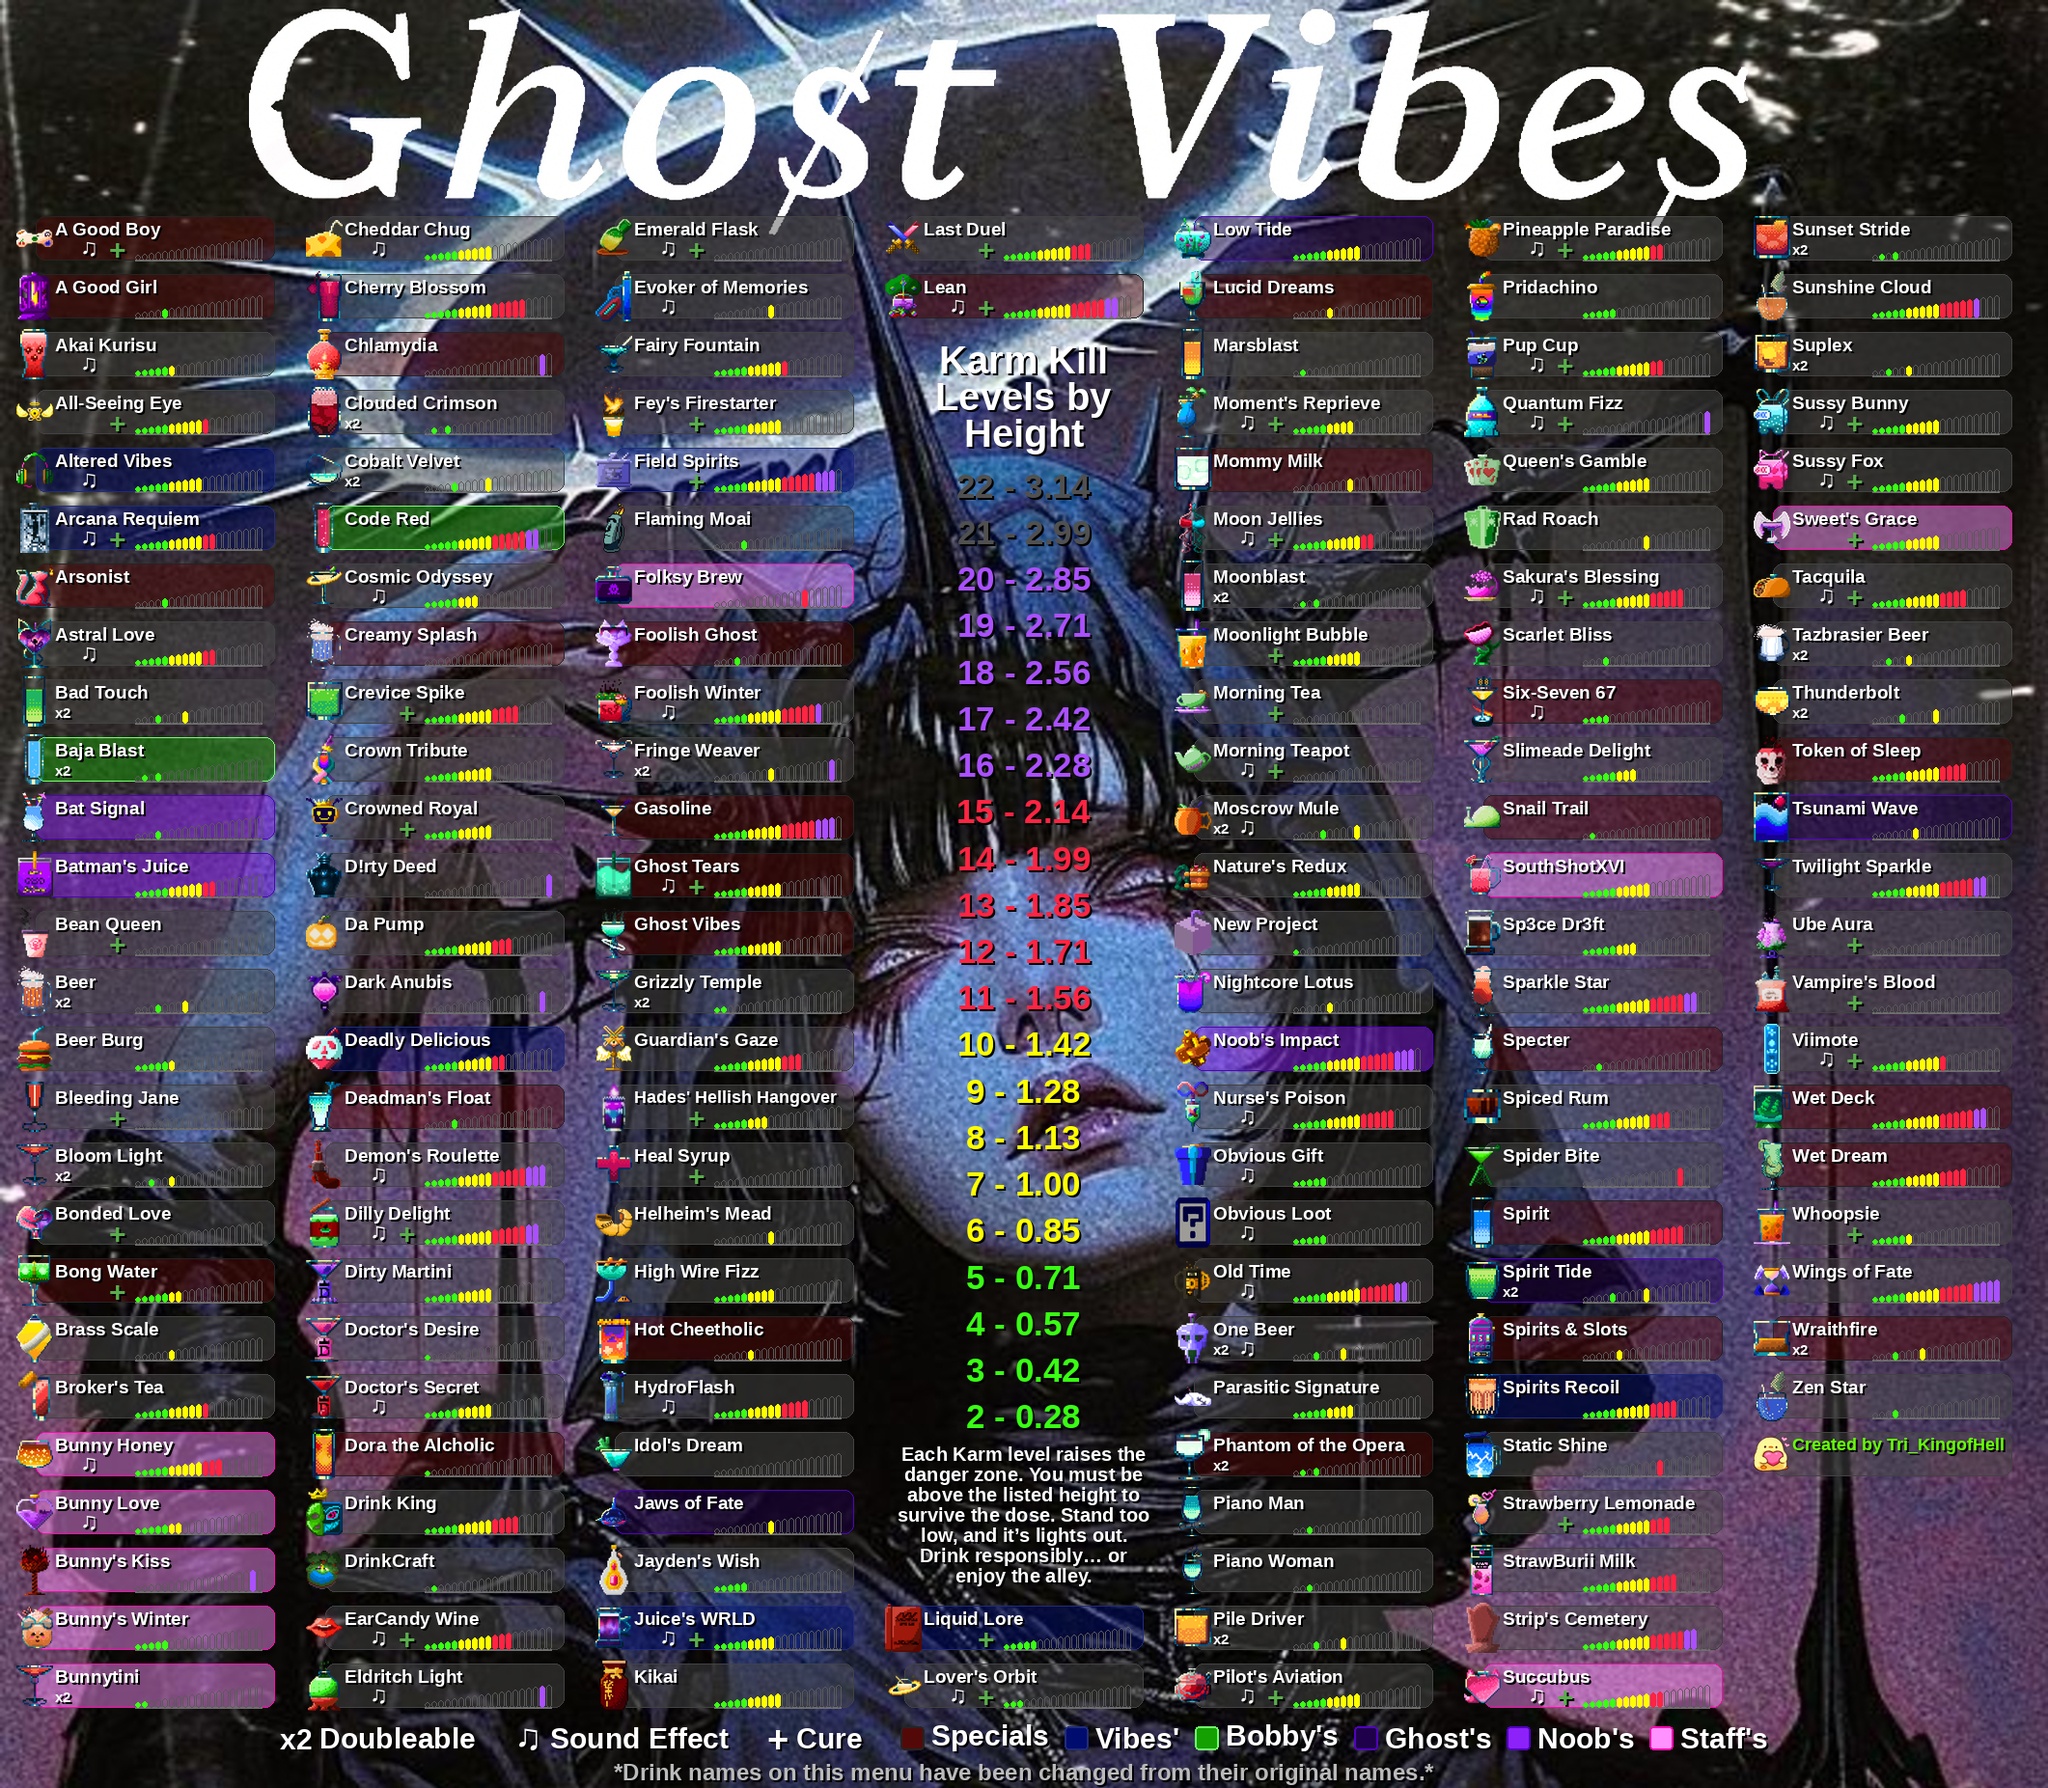 Ghost Vibes
A Good Boy
♫ +
A Good Girl
Akai Kurisu
♫
All-Seeing Eye
+
Altered Vibes
♫
Arcana Requiem
♫ +
Arsonist
Astral Love
♫
Bad Touch
x2
Baja Blast
x2
Bat Signal
Batman's Juice
Bean Queen
+
Beer
x2
Beer Burg
Bleeding Jane
+
Bloom Light
x2
Bonded Love
+
Bong Water
+
Brass Scale
Broker's Tea
Bunny Honey
♫
Bunny Love
♫
Bunny's Kiss
Bunny's Winter
Bunnytini
x2
Cheddar Chug
♫
Cherry Blossom
Chlamydia
Clouded Crimson
x2
Cobalt Velvet
x2
Code Red
Cosmic Odyssey
♫
Creamy Splash
Crevice Spike
+
Crown Tribute
Crowned Royal
+
D!rty Deed
Da Pump
Dark Anubis
Deadly Delicious
Deadman's Float
Demon's Roulette
♫
Dilly Delight
♫ +
Dirty Martini
Doctor's Desire
Doctor's Secret
♫
Dora the Alcholic
Drink King
DrinkCraft
EarCandy Wine
♫ +
Eldritch Light
♫
Emerald Flask
♫ +
Evoker of Memories
♫
Fairy Fountain
Fey's Firestarter
+
Field Spirits
+
Flaming Moai
Folksy Brew
Foolish Ghost
Foolish Winter
♫
Fringe Weaver
x2
Gasoline
Ghost Tears
♫ +
Ghost Vibes
Grizzly Temple
x2
Guardian's Gaze
Hades' Hellish Hangover
+
Heal Syrup
+
Helheim's Mead
High Wire Fizz
Hot Cheetholic
HydroFlash
♫
Idol's Dream
Jaws of Fate
Jayden's Wish
Juice's WRLD
♫ +
Kikai
Last Duel
+
Lean
♫ +
Karm Kill
Levels by
Height
22 - 3.14
21 - 2.99
20 - 2.85
19 - 2.71
18 - 2.56
17 - 2.42
16 - 2.28
15 - 2.14
14 - 1.99
13 - 1.85
12 - 1.71
11 - 1.56
10 - 1.42
9 - 1.28
8 - 1.13
7 - 1.00
6 - 0.85
5 - 0.71
4 - 0.57
3 - 0.42
2 - 0.28
Each Karm level raises the
danger zone. You must be
above the listed height to
survive the dose. Stand too
low, and it's lights out.
Drink responsibly... or
enjoy the alley.
Liquid Lore
+
Lover's Orbit
♫ +
Low Tide
Lucid Dreams
Marsblast
Moment's Reprieve
♫ +
Mommy Milk
Moon Jellies
♫ +
Moonblast
x2
Moonlight Bubble
+
Morning Tea
+
Morning Teapot
♫ +
Moscrow Mule
x2 ♫
Nature's Redux
New Project
Nightcore Lotus
Noob's Impact
Nurse's Poison
♫
Obvious Gift
♫
Obvious Loot
♫
Old Time
♫
One Beer
x2 ♫
Parasitic Signature
Phantom of the Opera
x2
Piano Man
Piano Woman
Pile Driver
x2
Pilot's Aviation
♫ +
Pineapple Paradise
♫ +
Pridachino
Pup Cup
♫ +
Quantum Fizz
♫ +
Queen's Gamble
Rad Roach
Sakura's Blessing
♫ +
Scarlet Bliss
Six-Seven 67
♫
Slimeade Delight
Snail Trail
SouthShotXVI
Sp3ce Dr3ft
Sparkle Star
Specter
Spiced Rum
Spider Bite
Spirit
Spirit Tide
x2
Spirits & Slots
Spirits Recoil
Static Shine
Strawberry Lemonade
+
StrawBurii Milk
Strip's Cemetery
Succubus
♫ +
Sunset Stride
x2
Sunshine Cloud
Suplex
x2
Sussy Bunny
♫ +
Sussy Fox
♫ +
Sweet's Grace
+
Tacquila
♫ +
Tazbrasier Beer
x2
Thunderbolt
x2
Token of Sleep
Tsunami Wave
Twilight Sparkle
Ube Aura
+
Vampire's Blood
+
Viimote
♫ +
Wet Deck
Wet Dream
Whoopsie
+
Wings of Fate
Wraithfire
x2
Zen Star
Created by Tri_KingofHell
x2 Doubleable ♫ Sound Effect + Cure Specials Vibes' Bobby's Ghost's Noob's Staff's
*Drink names on this menu have been changed from their original names.*